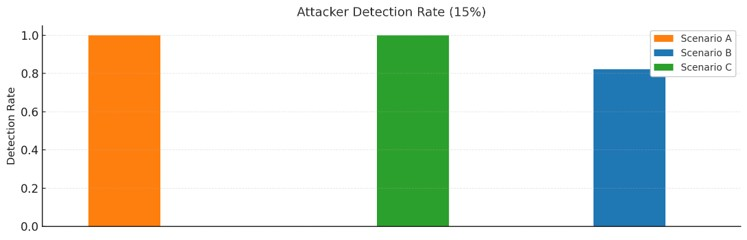 Attacker Detection Rate (15%)
Detection Rate
1.0
0.8
0.6
0.4
0.2
0.0
Scenario A
Scenario B
Scenario C